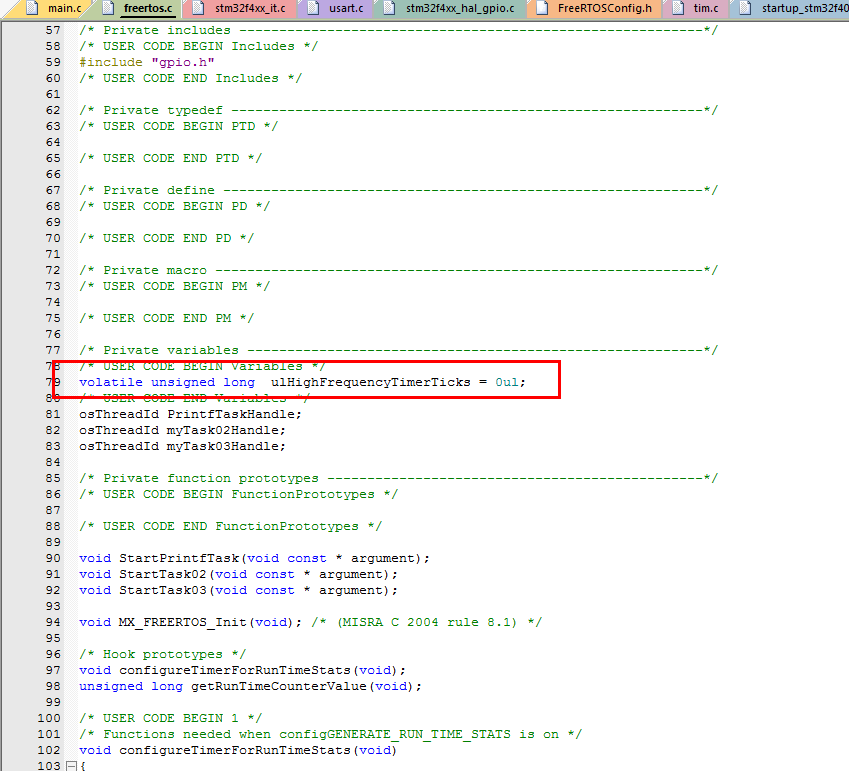 main.c freertos.c stm32f4xx_it.c usart.c stm32f4xx_hal_gpio.c FreeRTOSConfig.h tim.c startup_stm32f40
57 /* Private includes ----------------------------------------------------------*/
58 /* USER CODE BEGIN Includes */
59 #include "gpio.h"
60 /* USER CODE END Includes */
61
62 /* Private typedef -----------------------------------------------------------*/
63 /* USER CODE BEGIN PTD */
64
65 /* USER CODE END PTD */
66
67 /* Private define ------------------------------------------------------------*/
68 /* USER CODE BEGIN PD */
69
70 /* USER CODE END PD */
71
72 /* Private macro -------------------------------------------------------------*/
73 /* USER CODE BEGIN PM */
74
75 /* USER CODE END PM */
76
77 /* Private variables ---------------------------------------------------------*/
78 /* USER CODE BEGIN Variables */
79 volatile unsigned long  ulHighFrequencyTimerTicks = 0ul;
80 /* USER CODE END Variables */
81 osThreadId PrintfTaskHandle;
82 osThreadId myTask02Handle;
83 osThreadId myTask03Handle;
84
85 /* Private function prototypes -----------------------------------------------*/
86 /* USER CODE BEGIN FunctionPrototypes */
87
88 /* USER CODE END FunctionPrototypes */
89
90 void StartPrintfTask(void const * argument);
91 void StartTask02(void const * argument);
92 void StartTask03(void const * argument);
93
94 void MX_FREERTOS_Init(void); /* (MISRA C 2004 rule 8.1) */
95
96 /* Hook prototypes */
97 void configureTimerForRunTimeStats(void);
98 unsigned long getRunTimeCounterValue(void);
99
100 /* USER CODE BEGIN 1 */
101 /* Functions needed when configGENERATE_RUN_TIME_STATS is on */
102 void configureTimerForRunTimeStats(void)
103 {